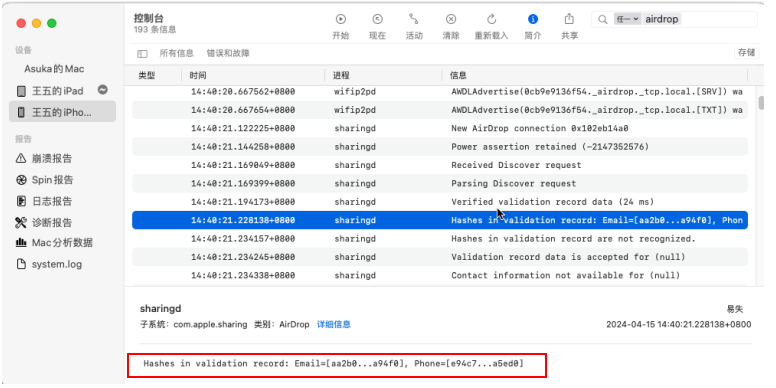 控制台
193 条信息
开始
现在
活动
清除
重新载入
简介
共享
任一
airdrop
设备
Asuka的 Mac
王五的 iPad
王五的 iPho...
报告
崩溃报告
Spin 报告
日志报告
诊断报告
Mac分析数据
system.log
所有信息 错误和故障 存储
类型 时间 进程 信息
14:40:20.667562+0800 wifip2pd AWDLAdvertise(0cb9e9136f54._airdrop._tcp.local.[SRV]) wa
14:40:20.667654+0800 wifip2pd AWDLAdvertise(0cb9e9136f54._airdrop._tcp.local.[TXT]) wa
14:40:21.122225+0800 sharingd New AirDrop connection 0x102eb14a0
14:40:21.144258+0800 sharingd Power assertion retained (-2147352576)
14:40:21.169049+0800 sharingd Received Discover request
14:40:21.169399+0800 sharingd Parsing Discover request
14:40:21.194173+0800 sharingd Verified validation record data (24 ms)
14:40:21.228138+0800 sharingd Hashes in validation record: Email=[aa2b0...a94f0], Phon
14:40:21.234157+0800 sharingd Hashes in validation record are not recognized.
14:40:21.234245+0800 sharingd Validation record data is accepted for (null)
14:40:21.234338+0800 sharingd Contact information not available for (null)
sharingd 易失
子系统: com.apple.sharing 类别: AirDrop 详细信息 2024-04-15 14:40:21.228138+0800
Hashes in validation record: Email=[aa2b0...a94f0], Phone=[e94c7...a5ed0]